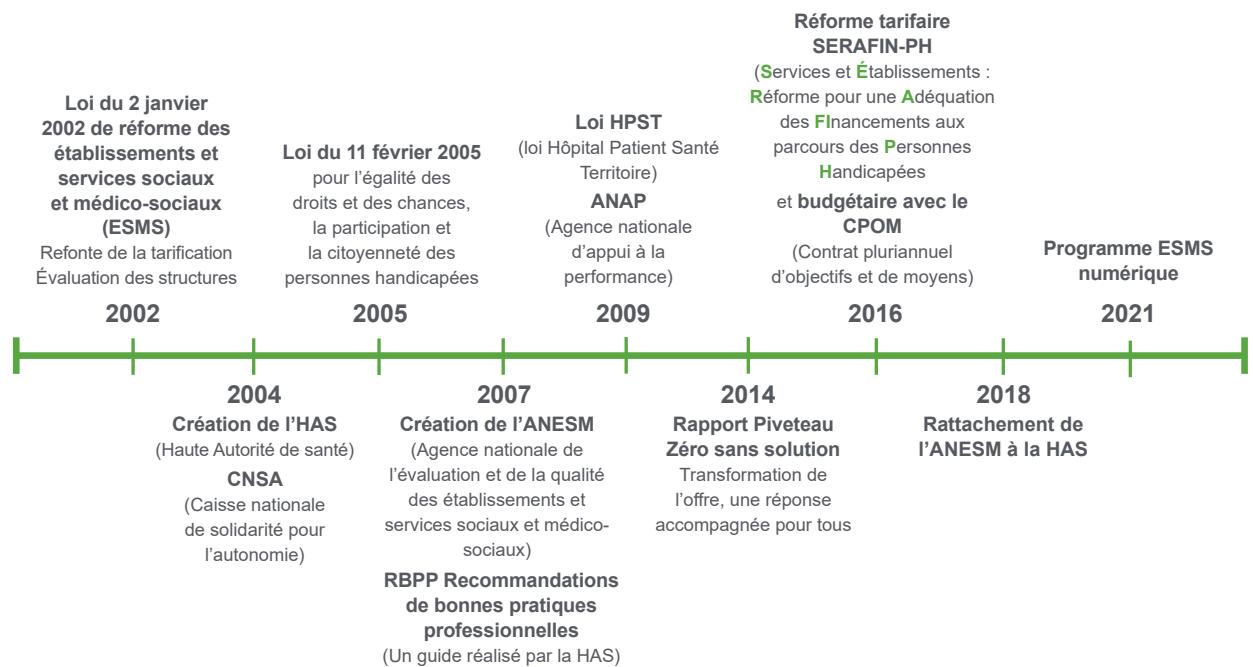 Loi du 2 janvier
2002 de réforme des
établissements et
services sociaux
et médico-sociaux
(ESMS)
Refonte de la tarification
Évaluation des structures
2002
2004
Création de l'HAS
(Haute Autorité de santé)
CNSA
(Caisse nationale
de solidarité pour
l'autonomie)
Loi du 11 février 2005
pour l'égalité des
droits et des chances,
la participation et
la citoyenneté des
personnes handicapées
2005
2007
Création de l'ANESM
(Agence nationale de
l'évaluation et de la qualité
des établissements et
services sociaux et médico-
sociaux)
RBPP Recommandations
de bonnes pratiques
professionnelles
(Un guide réalisé par la HAS)
Loi HPST
(loi Hôpital Patient Santé
Territoire)
ANAP
(Agence nationale
d'appui à la
performance)
2009
2014
Rapport Piveteau
Zéro sans solution
Transformation de
l'offre, une réponse
accompagnée pour tous
Réforme tarifaire
SERAFIN-PH
(Services et Établissements :
Réforme pour une Adéquation
des FInancements aux
parcours des Personnes
Handicapées
et budgétaire avec le
CPOM
(Contrat pluriannuel
d'objectifs et de moyens)
2016
2018
Rattachement de
l'ANESM à la HAS
Programme ESMS
numérique
2021